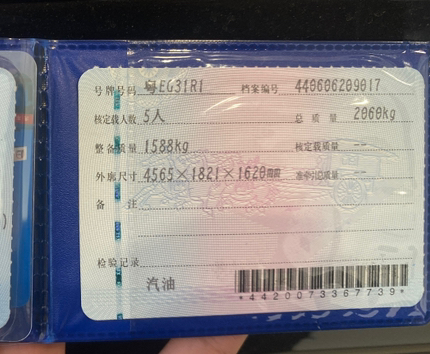 号牌号码 粤EG31R1 档案编号 440606209017
核定载人数 5人 总质量 2060kg
整备质量 1588kg 核定载质量 --
外廓尺寸 4565×1821×1620mm 准牵引总质量 --
备注
检验记录
汽油
*4420073367739*